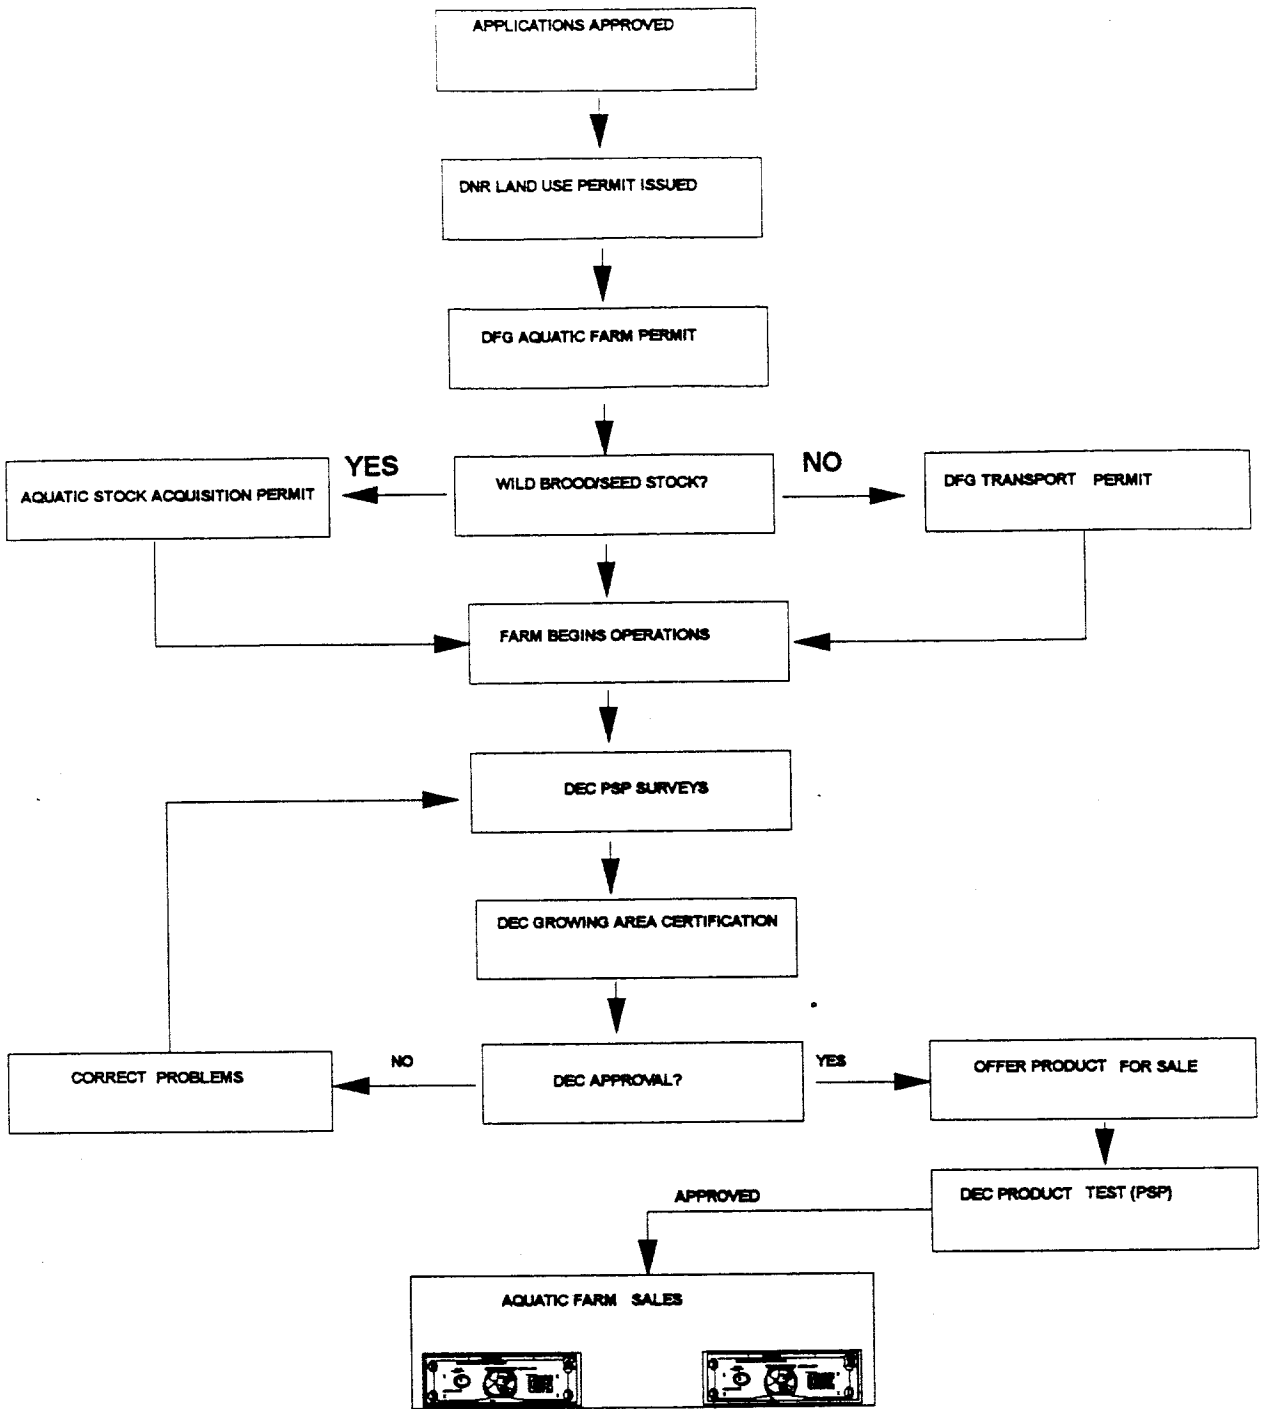 APPLICATIONS APPROVED
DNR LAND USE PERMIT ISSUED
DFG AQUATIC FARM PERMIT
YES
NO
AQUATIC STOCK ACQUISITION PERMIT
WILD BROOD/SEED STOCK?
DFG TRANSPORT PERMIT
FARM BEGINS OPERATIONS
DEC PSP SURVEYS
DEC GROWING AREA CERTIFICATION
NO
YES
CORRECT PROBLEMS
DEC APPROVAL?
OFFER PRODUCT FOR SALE
APPROVED
DEC PRODUCT TEST (PSP)
AQUATIC FARM SALES